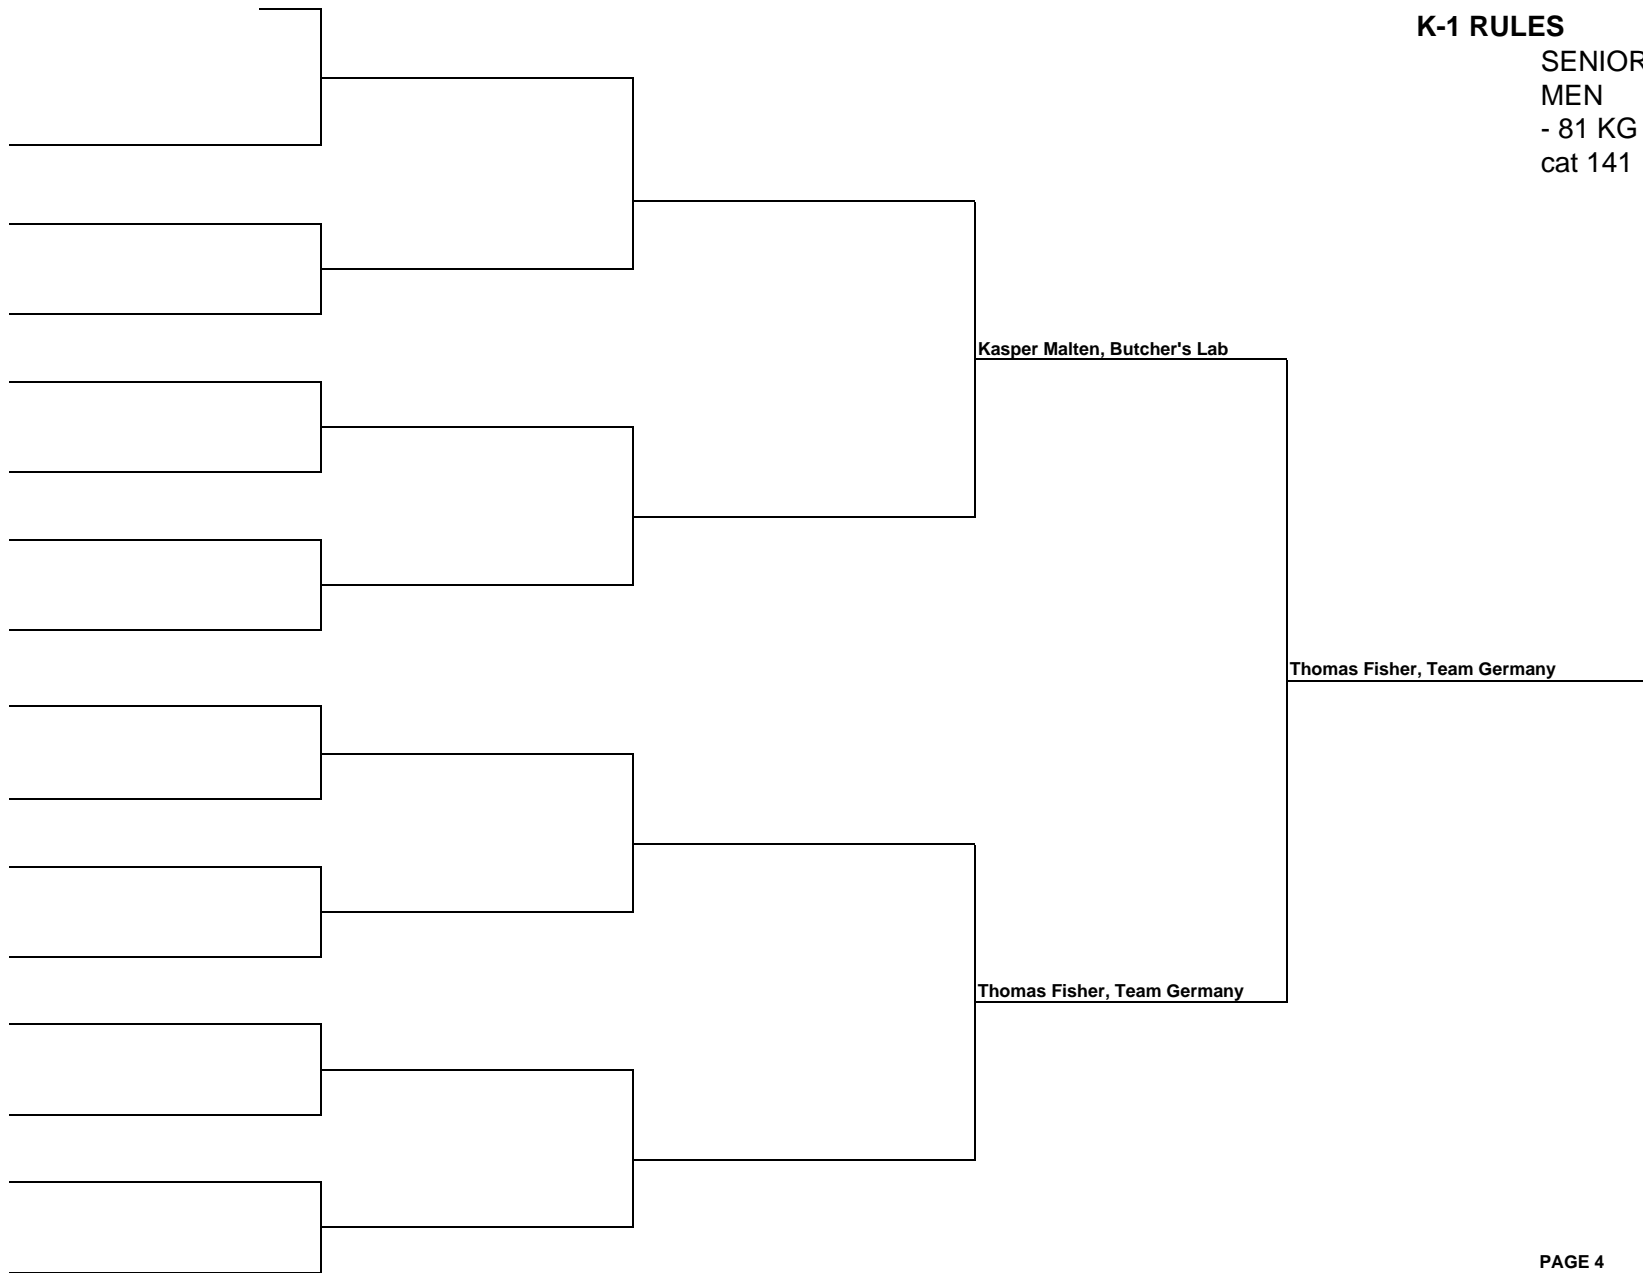 K-1 RULES
SENIOR
MEN
- 81 KG
cat 141
Kasper Malten, Butcher's Lab
Thomas Fisher, Team Germany
Thomas Fisher, Team Germany
PAGE 4